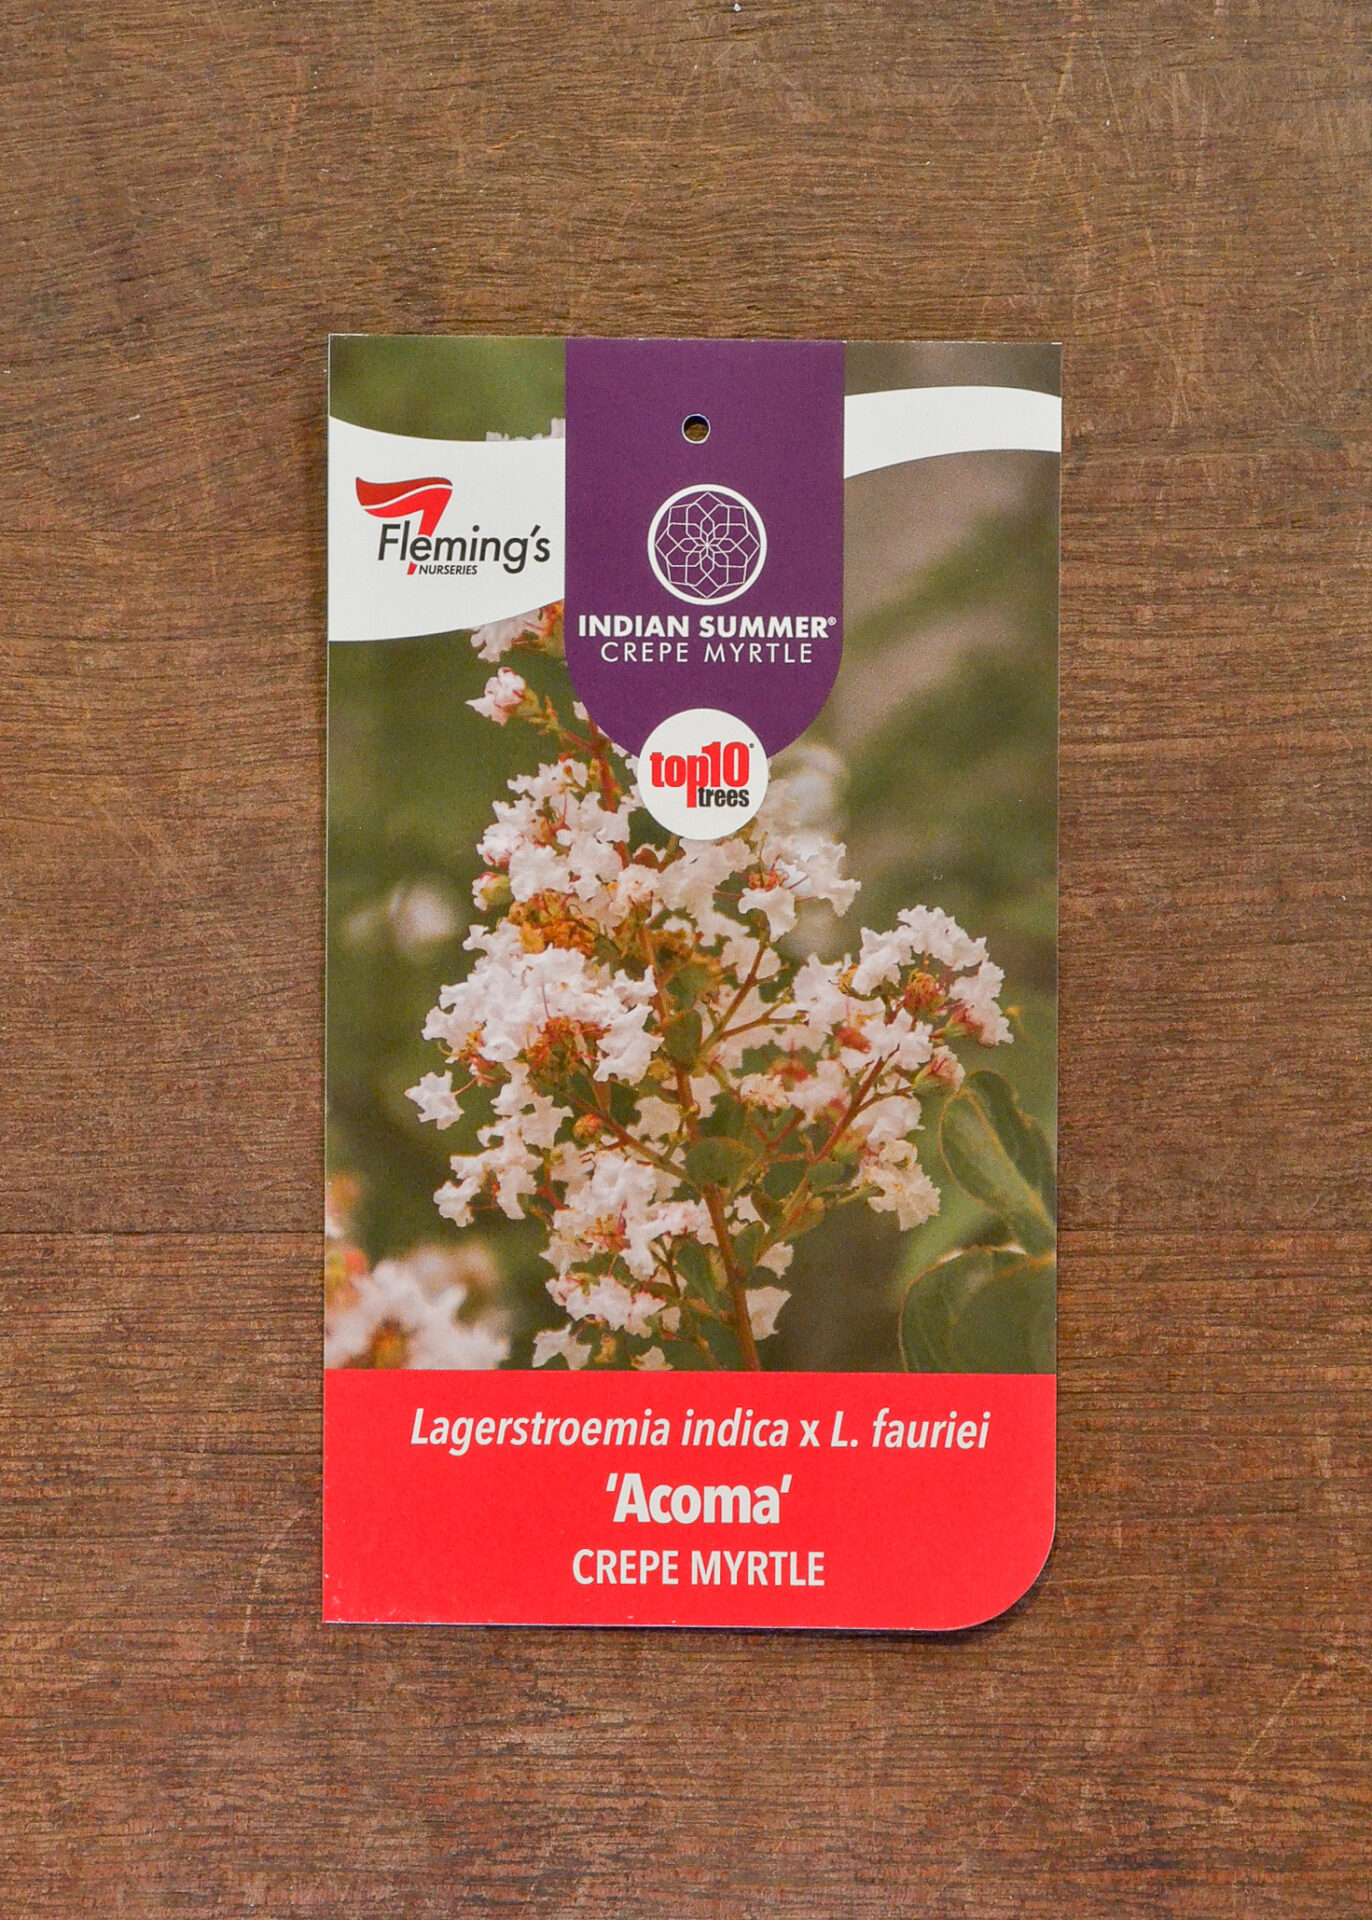 Fleming's
NURSERIES
INDIAN SUMMER®
CREPE MYRTLE
top10
trees
Lagerstroemia indica x L. fauriei
'Acoma'
CREPE MYRTLE